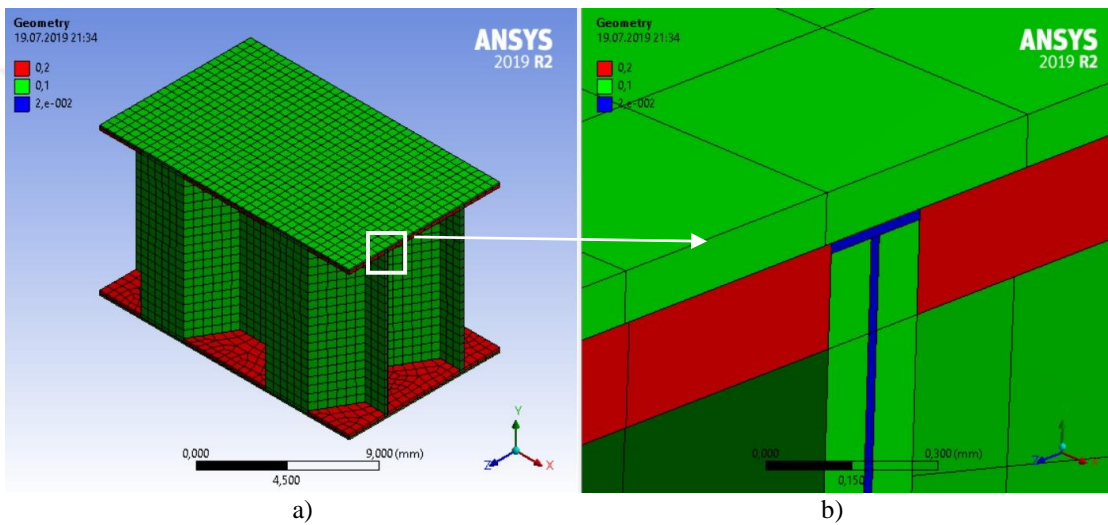 Geometry
19.07.2019 21:34
0,2
0,1
2,e-002
ANSYS
2019 R2
0,000
9,000 (mm)
4,500
Y
Z
X
a)
Geometry
19.07.2019 21:34
0,2
0,1
2,e-002
ANSYS
2019 R2
0,000
0,300 (mm)
0,150
Y
Z
X
b)